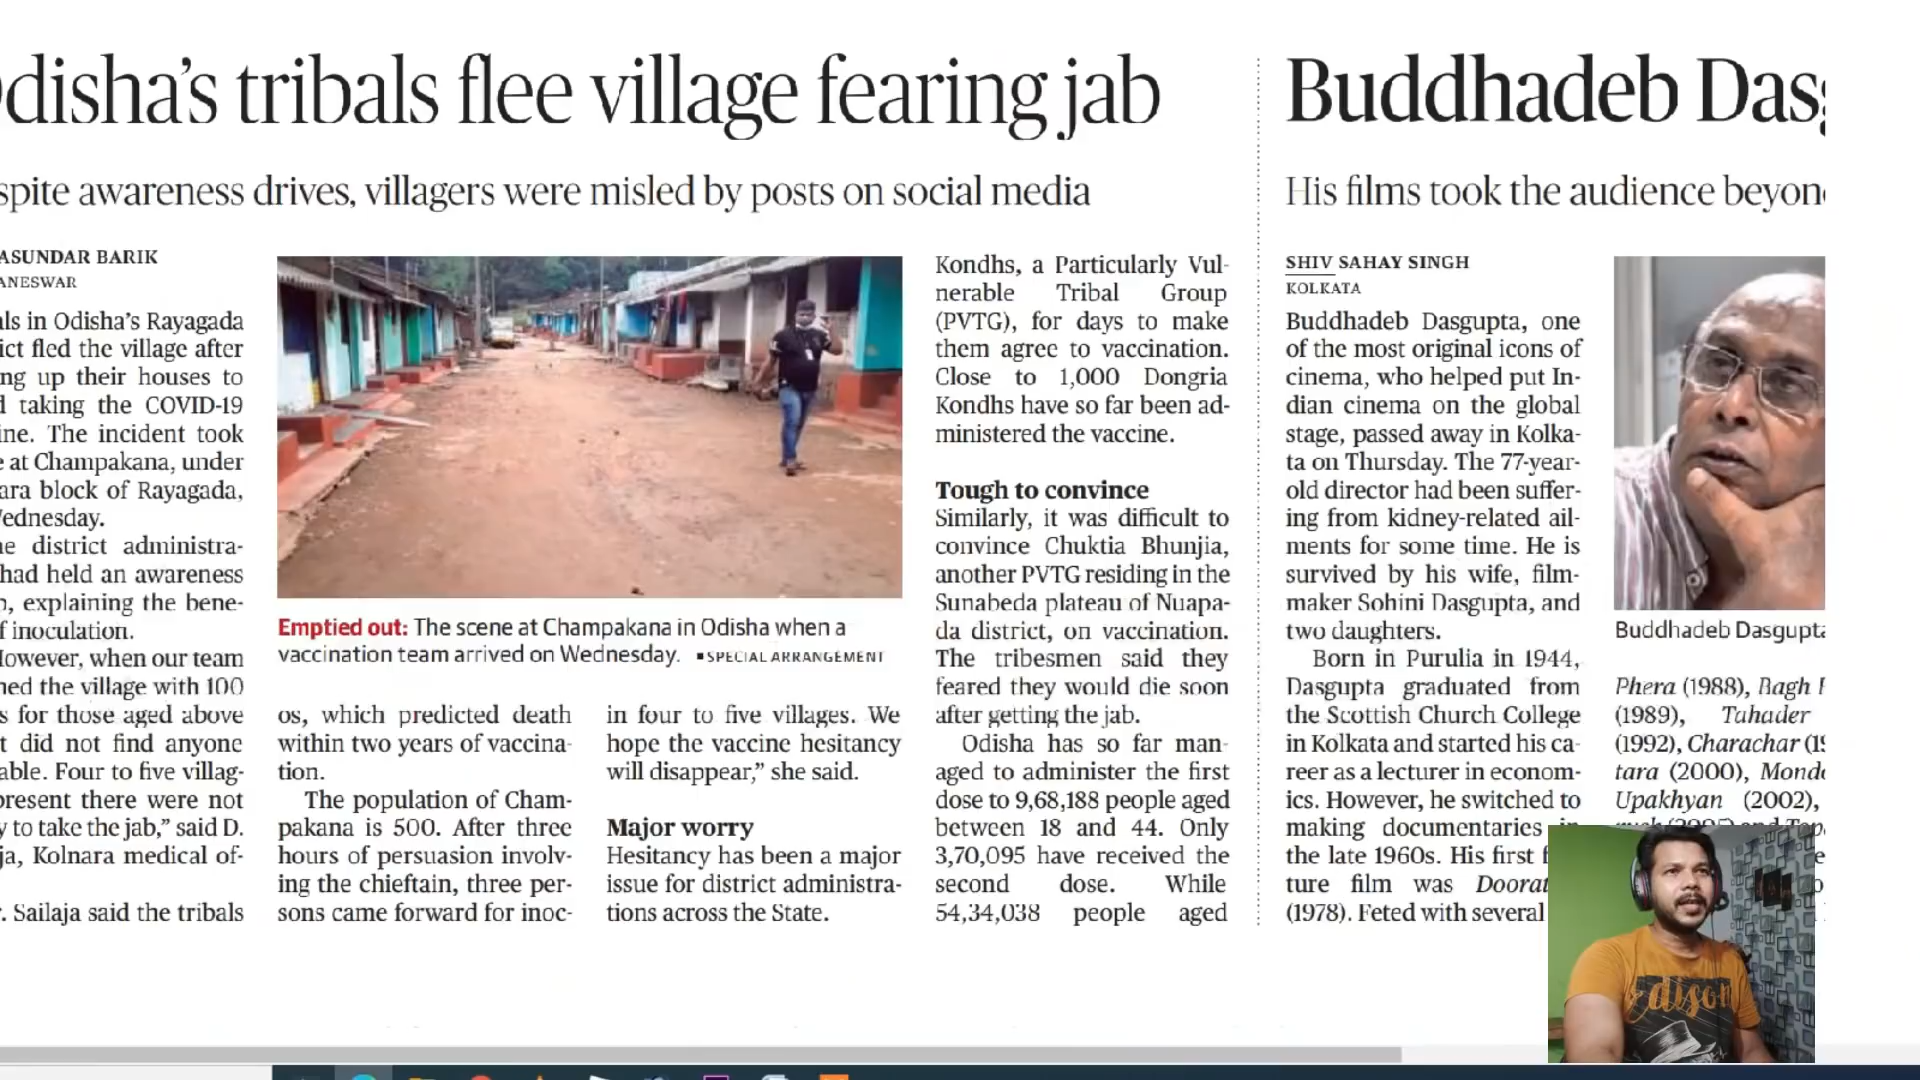 disha's tribals flee village fearing jab
spite awareness drives, villagers were misled by posts on social media
ASUNDAR BARIK
ANESWAR
als in Odisha's Rayagada
ict fled the village after
ng up their houses to
d taking the COVID-19
ine. The incident took
e at Champakana, under
ara block of Rayagada,
Wednesday.
he district administra-
had held an awareness
p, explaining the bene-
f inoculation.
However, when our team
hed the village with 100
s for those aged above
t did not find anyone
able. Four to five villag-
present there were not
y to take the jab," said D.
ja, Kolnara medical of-
r. Sailaja said the tribals
Emptied out: The scene at Champakana in Odisha when a
vaccination team arrived on Wednesday. ■SPECIAL ARRANGEMENT
os, which predicted death
within two years of vaccina-
tion.
The population of Cham-
pakana is 500. After three
hours of persuasion involv-
ing the chieftain, three per-
sons came forward for inoc-
in four to five villages. We
hope the vaccine hesitancy
will disappear," she said.
Major worry
Hesitancy has been a major
issue for district administra-
tions across the State.
Kondhs, a Particularly Vul-
nerable Tribal Group
(PVTG), for days to make
them agree to vaccination.
Close to 1,000 Dongria
Kondhs have so far been ad-
ministered the vaccine.
Tough to convince
Similarly, it was difficult to
convince Chuktia Bhunjia,
another PVTG residing in the
Sunabeda plateau of Nuapa-
da district, on vaccination.
The tribesmen said they
feared they would die soon
after getting the jab.
Odisha has so far man-
aged to administer the first
dose to 9,68,188 people aged
between 18 and 44. Only
3,70,095 have received the
second dose. While
54,34,038 people aged
Buddhadeb Dasg
His films took the audience beyon
SHIV SAHAY SINGH
KOLKATA
Buddhadeb Dasgupta, one
of the most original icons of
cinema, who helped put In-
dian cinema on the global
stage, passed away in Kolka-
ta on Thursday. The 77-year-
old director had been suffer-
ing from kidney-related ail-
ments for some time. He is
survived by his wife, film-
maker Sohini Dasgupta, and
two daughters.
Born in Purulia in 1944,
Dasgupta graduated from
the Scottish Church College
in Kolkata and started his ca-
reer as a lecturer in econom-
ics. However, he switched to
making documentaries in
the late 1960s. His first f
ture film was Doorat
(1978). Feted with several
Buddhadeb Dasgupta
Phera (1988), Bagh
(1989), Tahader
(1992), Charachar (19
tara (2000), Mond
Upakhyan (2002),
edison